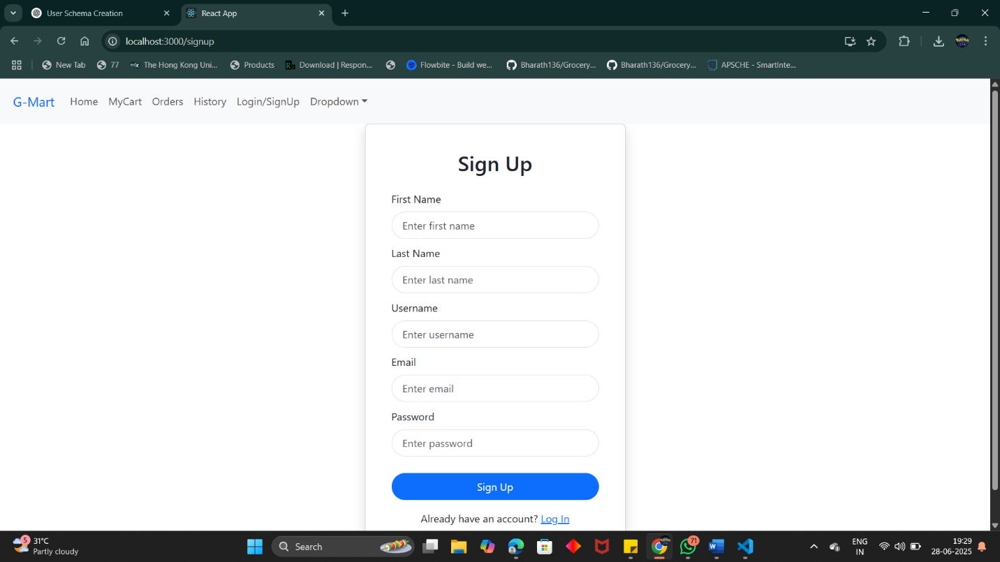 User Schema Creation
React App
localhost:3000/signup
New Tab
77
edx The Hong Kong Uni...
Products
Download | Respon...
Flowbite - Build we...
Bharath136/Grocery...
Bharath136/Grocery...
APSCHE - SmartInte...
G-Mart Home MyCart Orders History Login/SignUp Dropdown
Sign Up
First Name
Enter first name
Last Name
Enter last name
Username
Enter username
Email
Enter email
Password
Enter password
Sign Up
Already have an account? Log In
5
31°C
Partly cloudy
Search
71
ENG
IN
19:29
28-06-2025